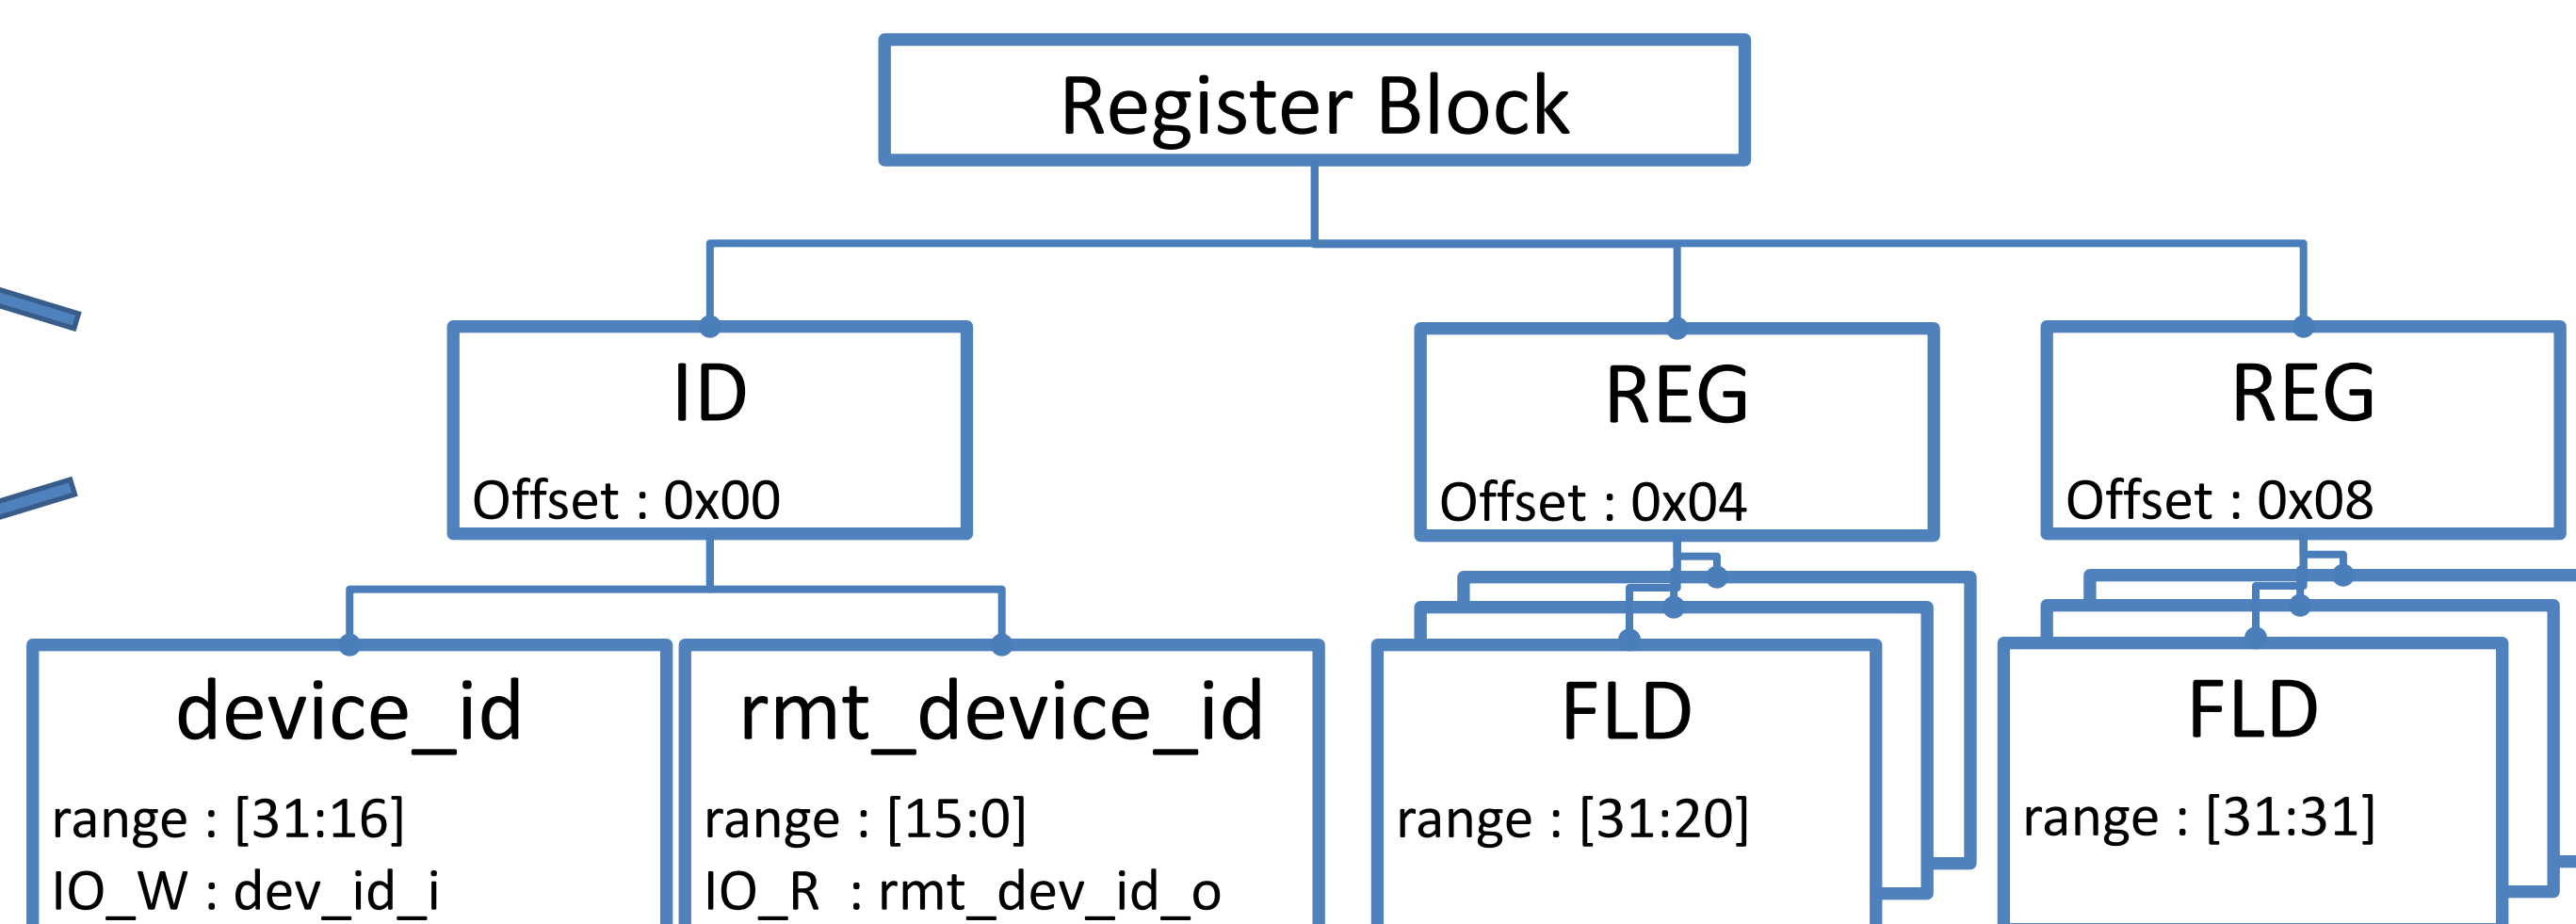 Register Block
ID
Offset : 0x00
REG
Offset : 0x04
REG
Offset : 0x08
device_id
range : [31:16]
IO_W : dev_id_i
rmt_device_id
range : [15:0]
IO_R : rmt_dev_id_o
FLD
range : [31:20]
FLD
range : [31:31]